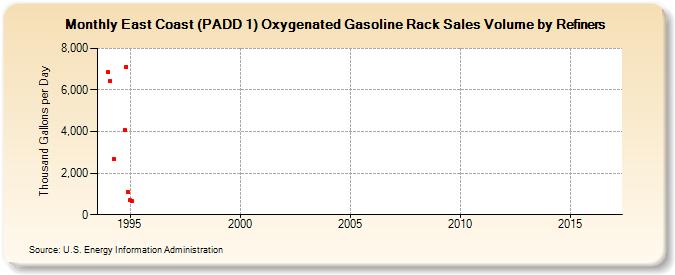 Monthly East Coast (PADD 1) Oxygenated Gasoline Rack Sales Volume by Refiners
Thousand Gallons per Day
8,000
6,000
4,000
2,000
0
1995 2000 2005 2010 2015
Source: U.S. Energy Information Administration